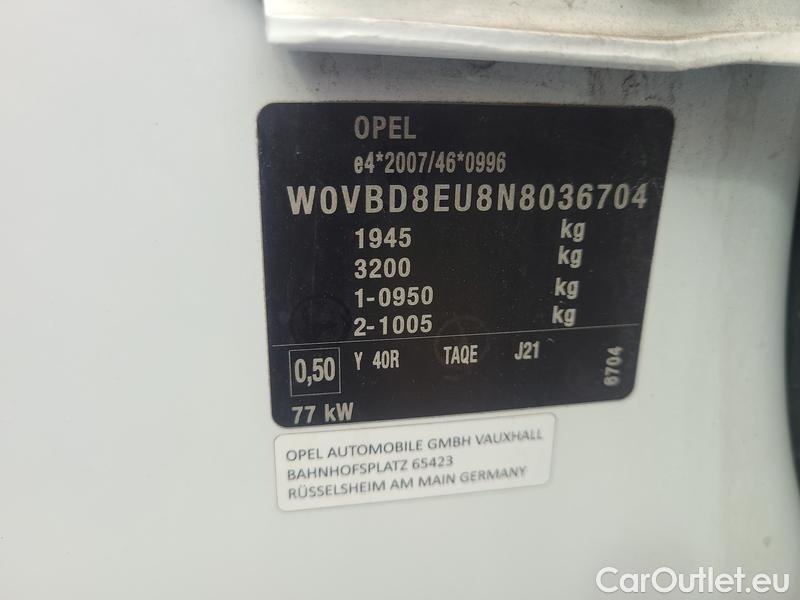 OPEL
e4*2007/46*0996
W0VBD8EU8N8036704
1945 kg
3200 kg
1-0950 kg
2-1005 kg
0,50 Y 40R TAQE J21
6704
77 kW
OPEL AUTOMOBILE GMBH VAUXHALL
BAHNHOFSPLATZ 65423
RÜSSELSHEIM AM MAIN GERMANY
CarOutlet.eu